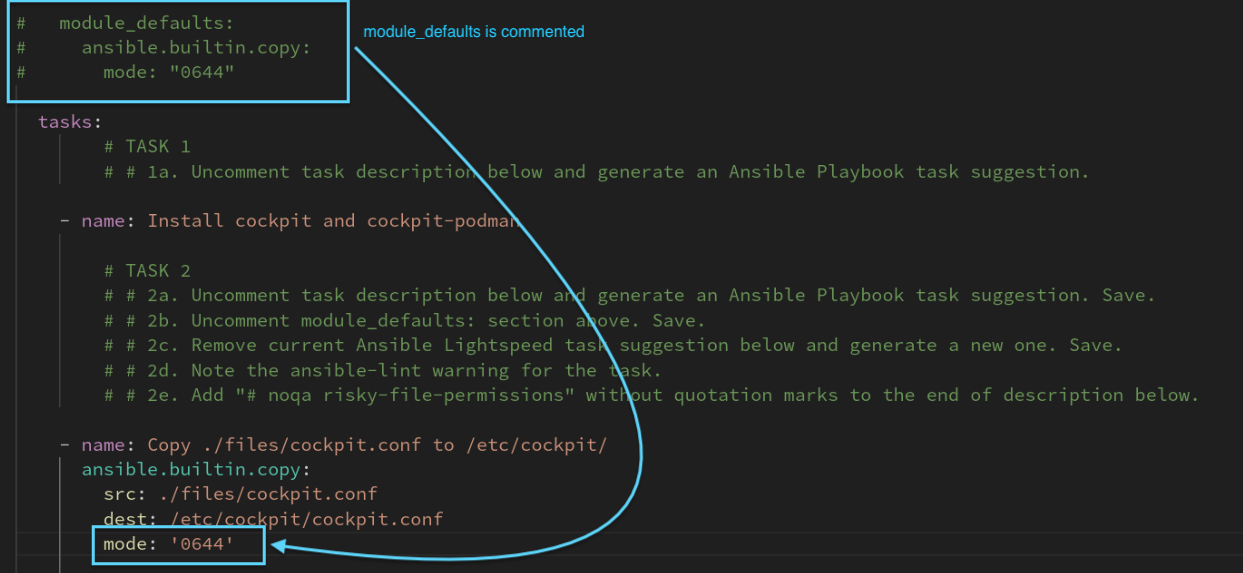 #   module_defaults:
module_defaults is commented
#     ansible.builtin.copy:
#       mode: "0644"
tasks:
# TASK 1
# # 1a. Uncomment task description below and generate an Ansible Playbook task suggestion.
- name: Install cockpit and cockpit-podman
# TASK 2
# # 2a. Uncomment task description below and generate an Ansible Playbook task suggestion. Save.
# # 2b. Uncomment module_defaults: section above. Save.
# # 2c. Remove current Ansible Lightspeed task suggestion below and generate a new one. Save.
# # 2d. Note the ansible-lint warning for the task.
# # 2e. Add "# noqa risky-file-permissions" without quotation marks to the end of description below.
- name: Copy ./files/cockpit.conf to /etc/cockpit/
ansible.builtin.copy:
src: ./files/cockpit.conf
dest: /etc/cockpit/cockpit.conf
mode: '0644'